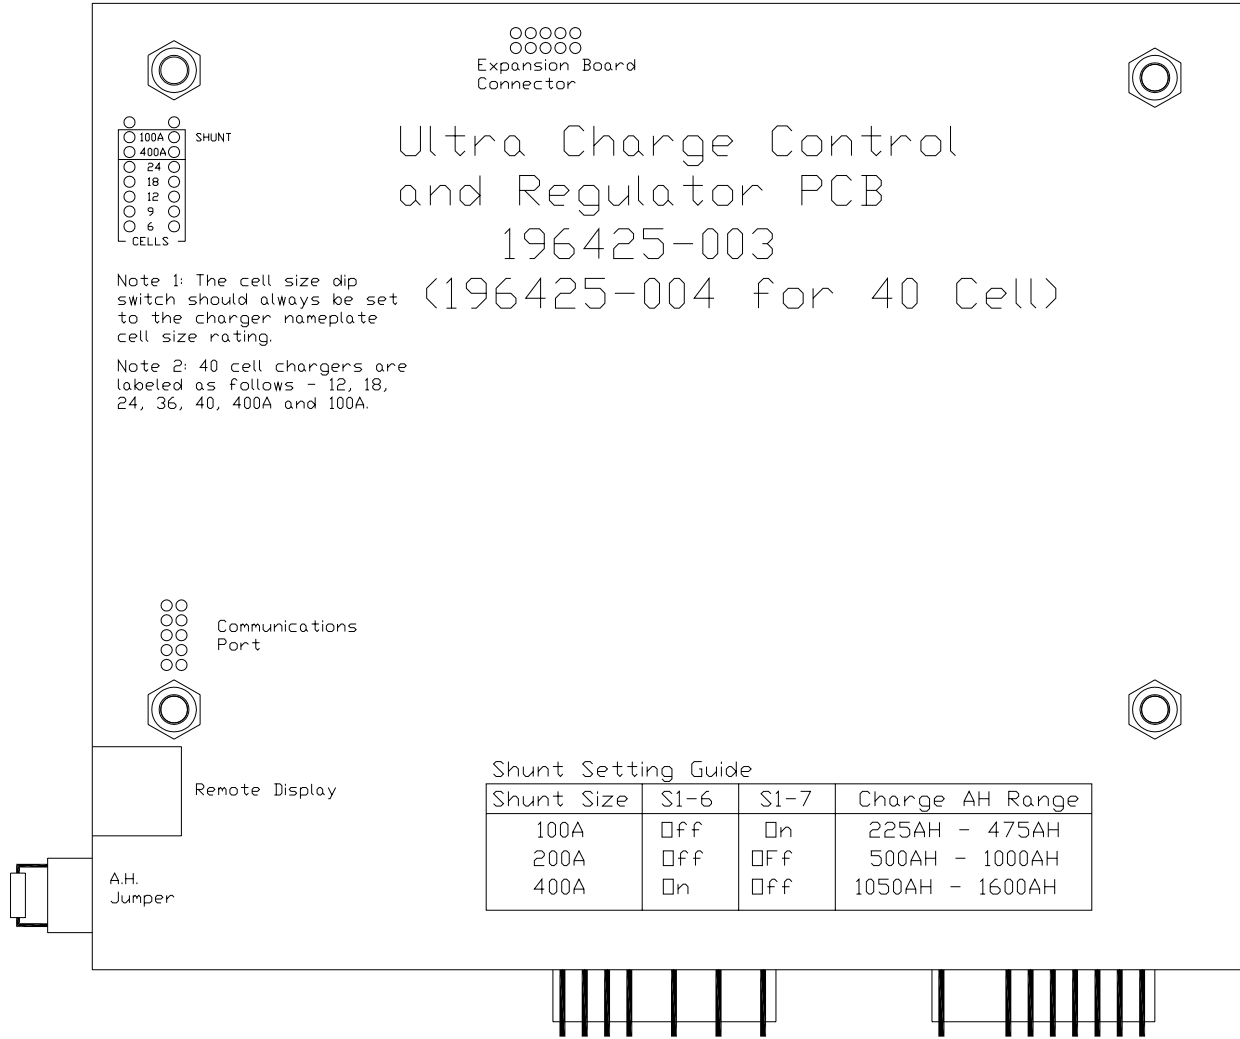 Expansion Board
Connector
100A SHUNT
400A
24
18
12
9
6
CELLS
Ultra Charge Control
and Regulator PCB
196425-003
(196425-004 for 40 Cell)
Note 1: The cell size dip
switch should always be set
to the charger nameplate
cell size rating.
Note 2: 40 cell chargers are
labeled as follows - 12, 18,
24, 36, 40, 400A and 100A.
Communications
Port
Remote Display
A.H.
Jumper
Shunt Setting Guide
Shunt Size S1-6 S1-7 Charge AH Range
100A Off On 225AH - 475AH
200A Off OFf 500AH - 1000AH
400A On Off 1050AH - 1600AH